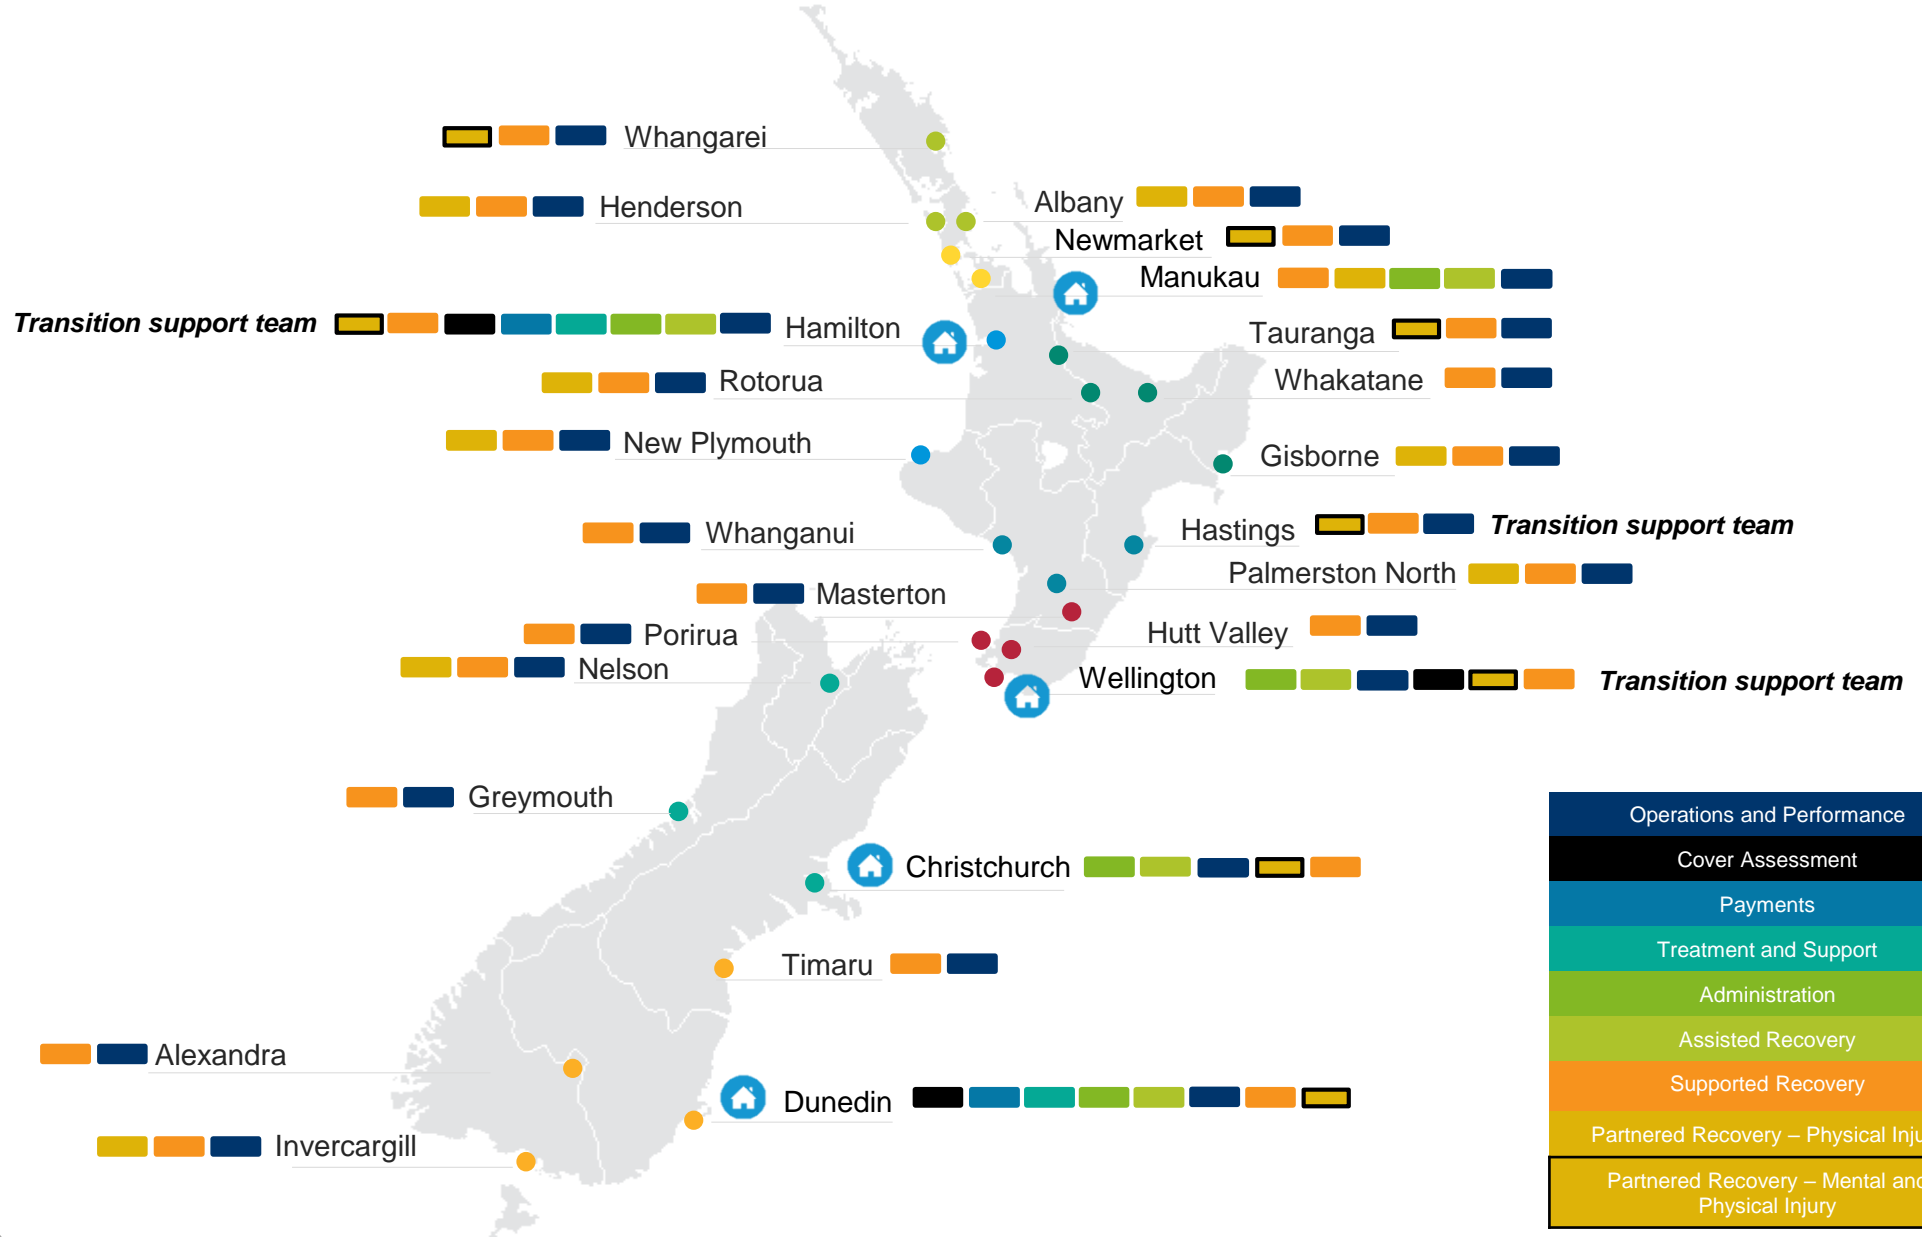 Whangarei
Henderson
Albany
Newmarket
Manukau
Transition support team
Hamilton
Tauranga
Rotorua
Whakatane
New Plymouth
Gisborne
Whanganui
Hastings
Transition support team
Palmerston North
Masterton
Porirua
Hutt Valley
Nelson
Wellington
Transition support team
Greymouth
Christchurch
Timaru
Alexandra
Dunedin
Invercargill
Operations and Performance
Cover Assessment
Payments
Treatment and Support
Administration
Assisted Recovery
Supported Recovery
Partnered Recovery – Physical Inju
Partnered Recovery – Mental and
Physical Injury